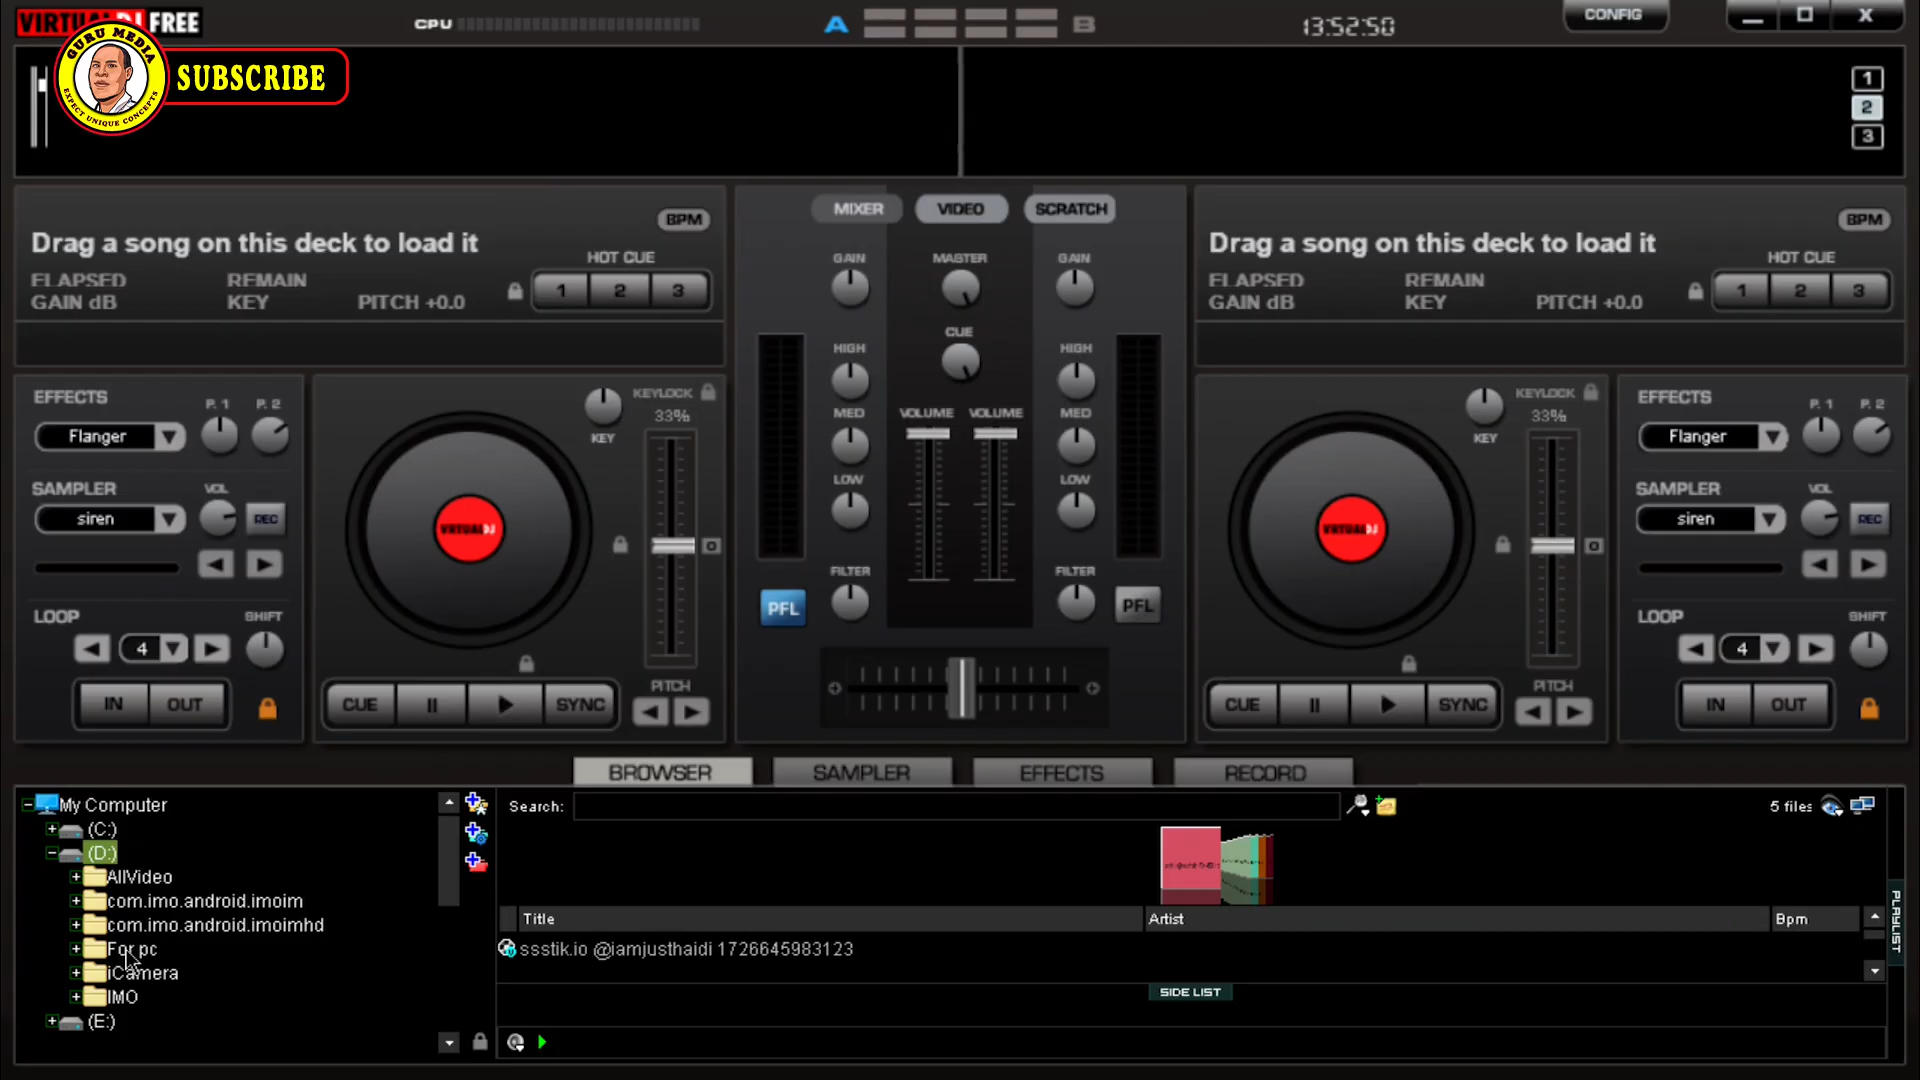 VIRTUALDJ FREE
CPU
A
B
13:52:50
CONFIG
X
GURU MEDIA
EXPECT UNIQUE CONCEPTS
SUBSCRIBE
1
2
3
BPM
Drag a song on this deck to load it
ELAPSED
REMAIN
GAIN dB
KEY
PITCH +0.0
HOT CUE
1
2
3
MIXER
VIDEO
SCRATCH
GAIN
MASTER
GAIN
CUE
HIGH
HIGH
MED
VOLUME
VOLUME
MED
LOW
LOW
FILTER
FILTER
PFL
PFL
BPM
Drag a song on this deck to load it
ELAPSED
REMAIN
GAIN dB
KEY
PITCH +0.0
HOT CUE
1
2
3
EFFECTS
P. 1
P. 2
Flanger
SAMPLER
VOL
siren
REC
LOOP
SHIFT
4
IN
OUT
VIRTUALDJ
KEY
KEYLOCK
33%
CUE
SYNC
PITCH
VIRTUALDJ
KEY
KEYLOCK
33%
CUE
SYNC
PITCH
EFFECTS
P. 1
P. 2
Flanger
SAMPLER
VOL
siren
REC
LOOP
SHIFT
4
IN
OUT
BROWSER
SAMPLER
EFFECTS
RECORD
My Computer
(C:)
(D:)
AllVideo
com.imo.android.imoim
com.imo.android.imoimhd
For pc
iCamera
IMO
(E:)
Search:
5 files
Title
Artist
Bpm
ssstik.io @iamjusthaidi 1726645983123
SIDE LIST
PLAYLIST